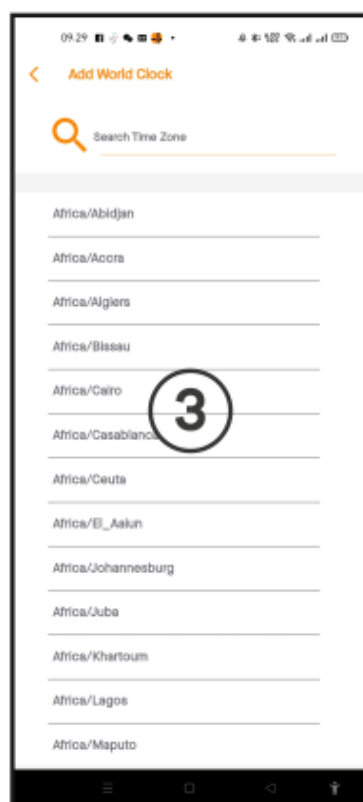 09.29
Add World Clock
Search Time Zone
Africa/Abidjan
Africa/Accra
Africa/Algiers
Africa/Bissau
Africa/Cairo
3
Africa/Casablanca
Africa/Ceuta
Africa/El_Aaiun
Africa/Johannesburg
Africa/Juba
Africa/Khartoum
Africa/Lagos
Africa/Maputo